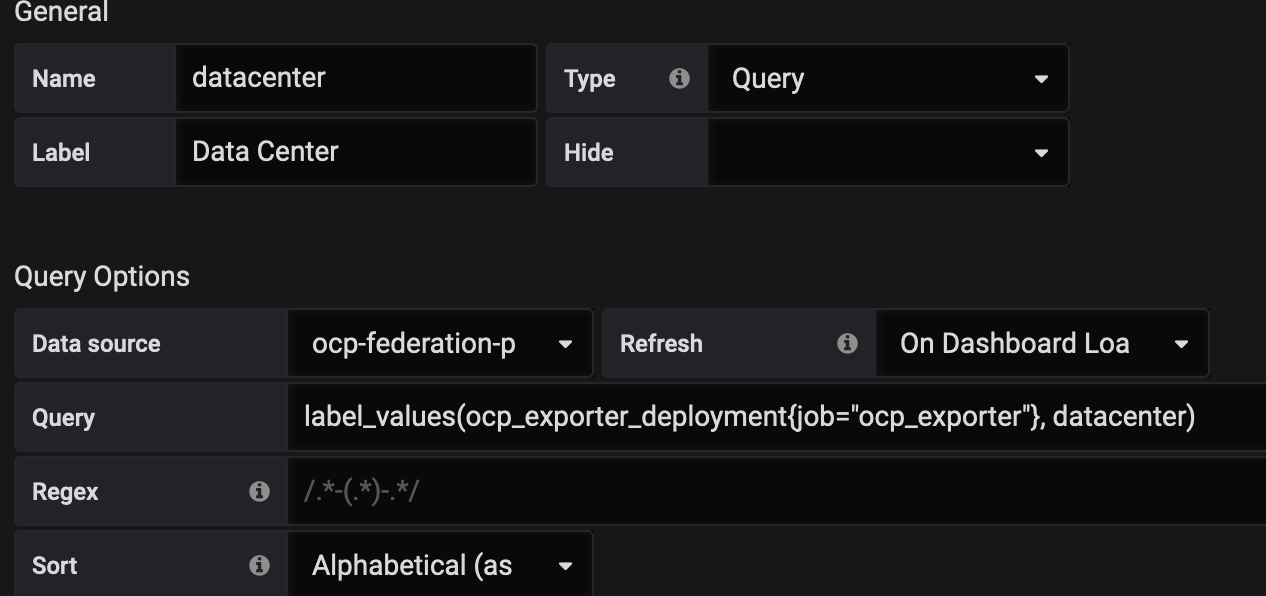 General
Name datacenter Type Query
Label Data Center Hide
Query Options
Data source ocp-federation-p Refresh On Dashboard Loa
Query label_values(ocp_exporter_deployment{job="ocp_exporter"}, datacenter)
Regex /.*-(.*)-.*/
Sort Alphabetical (as